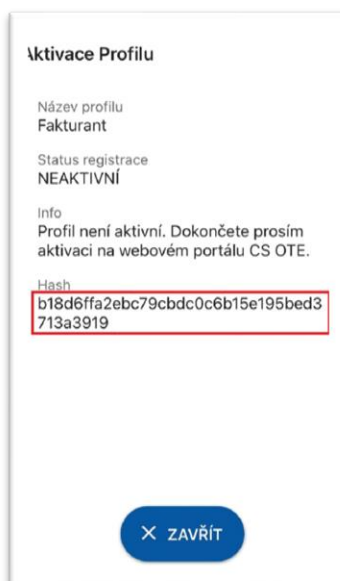 Aktivace Profilu
Název profilu
Fakturant
Status registrace
NEAKTIVNÍ
Info
Profil není aktivní. Dokončete prosím
aktivaci na webovém portálu CS OTE.
Hash
b18d6ffa2ebc79cbdc0c6b15e195bed3
713a3919
× ZAVŘÍT